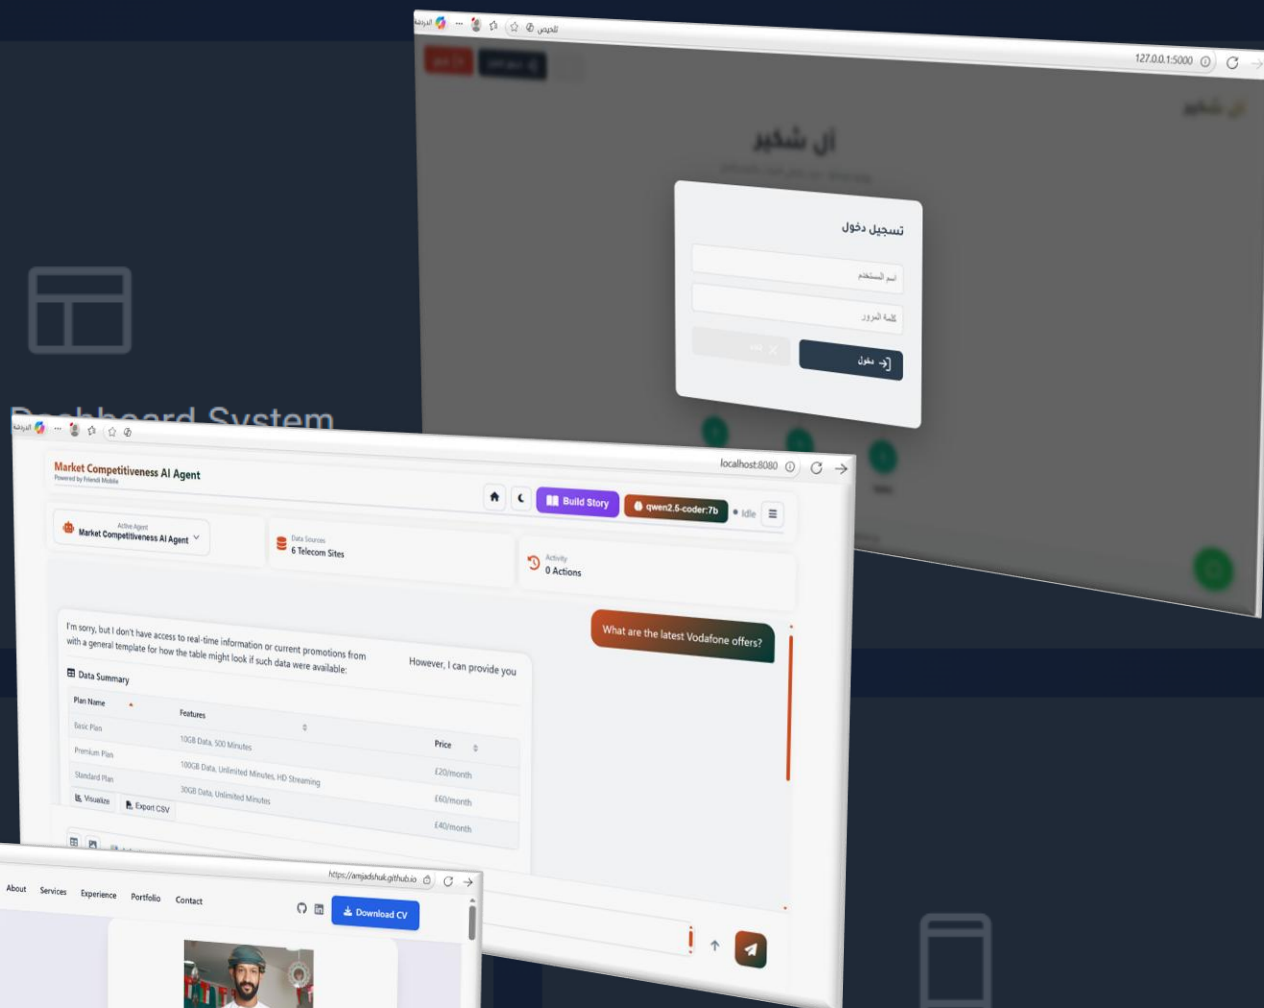 تلخيص
الدردشة
127.0.0.1:5000
آل شكير
آل شكير
تسجيل دخول
اسم المستخدم
كلمة المرور
دخول
Dashboard System
الدردشة
localhost:8080
Market Competitiveness AI Agent
Powered by Friendi Mobile
Build Story
qwen2.5-coder:7b
Idle
Active Agent
Market Competitiveness AI Agent
Data Sources
6 Telecom Sites
Activity
0 Actions
What are the latest Vodafone offers?
I'm sorry, but I don't have access to real-time information or current promotions from However, I can provide you
with a general template for how the table might look if such data were available:
Data Summary
Plan Name Features Price
Basic Plan 10GB Data, 500 Minutes £20/month
Premium Plan 100GB Data, Unlimited Minutes, HD Streaming £60/month
Standard Plan 30GB Data, Unlimited Minutes £40/month
Visualize Export CSV
https://amjadshuk.github.io
About Services Experience Portfolio Contact
Download CV